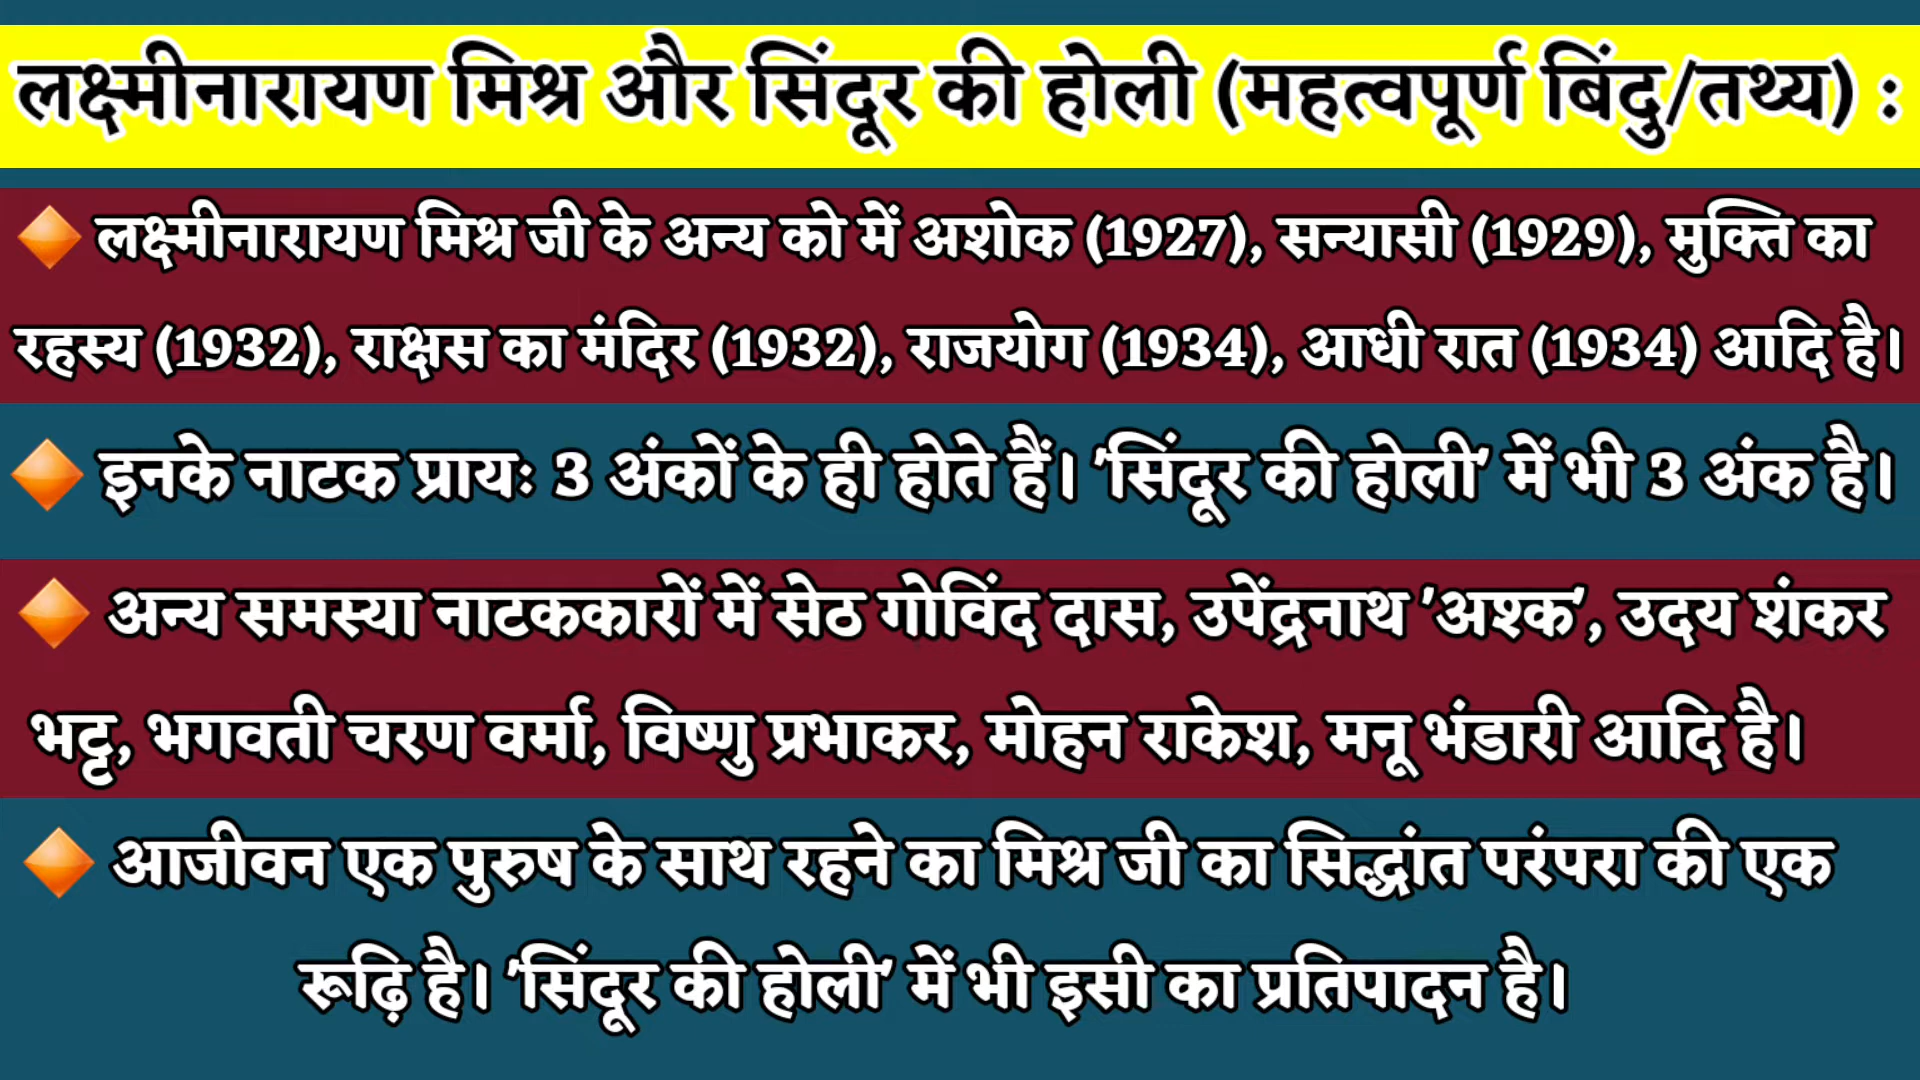 लक्ष्मीनारायण मिश्र और सिंदूर की होली (महत्वपूर्ण बिंदु/तथ्य) :
लक्ष्मीनारायण मिश्र जी के अन्य को में अशोक (1927), सन्यासी (1929), मुक्ति का
रहस्य (1932), राक्षस का मंदिर (1932), राजयोग (1934), आधी रात (1934) आदि है।
इनके नाटक प्रायः 3 अंकों के ही होते हैं। 'सिंदूर की होली' में भी 3 अंक है।
अन्य समस्या नाटककारों में सेठ गोविंद दास, उपेंद्रनाथ 'अश्क', उदय शंकर
भट्ट, भगवती चरण वर्मा, विष्णु प्रभाकर, मोहन राकेश, मनू भंडारी आदि है।
आजीवन एक पुरुष के साथ रहने का मिश्र जी का सिद्धांत परंपरा की एक
रूढ़ि है। 'सिंदूर की होली' में भी इसी का प्रतिपादन है।